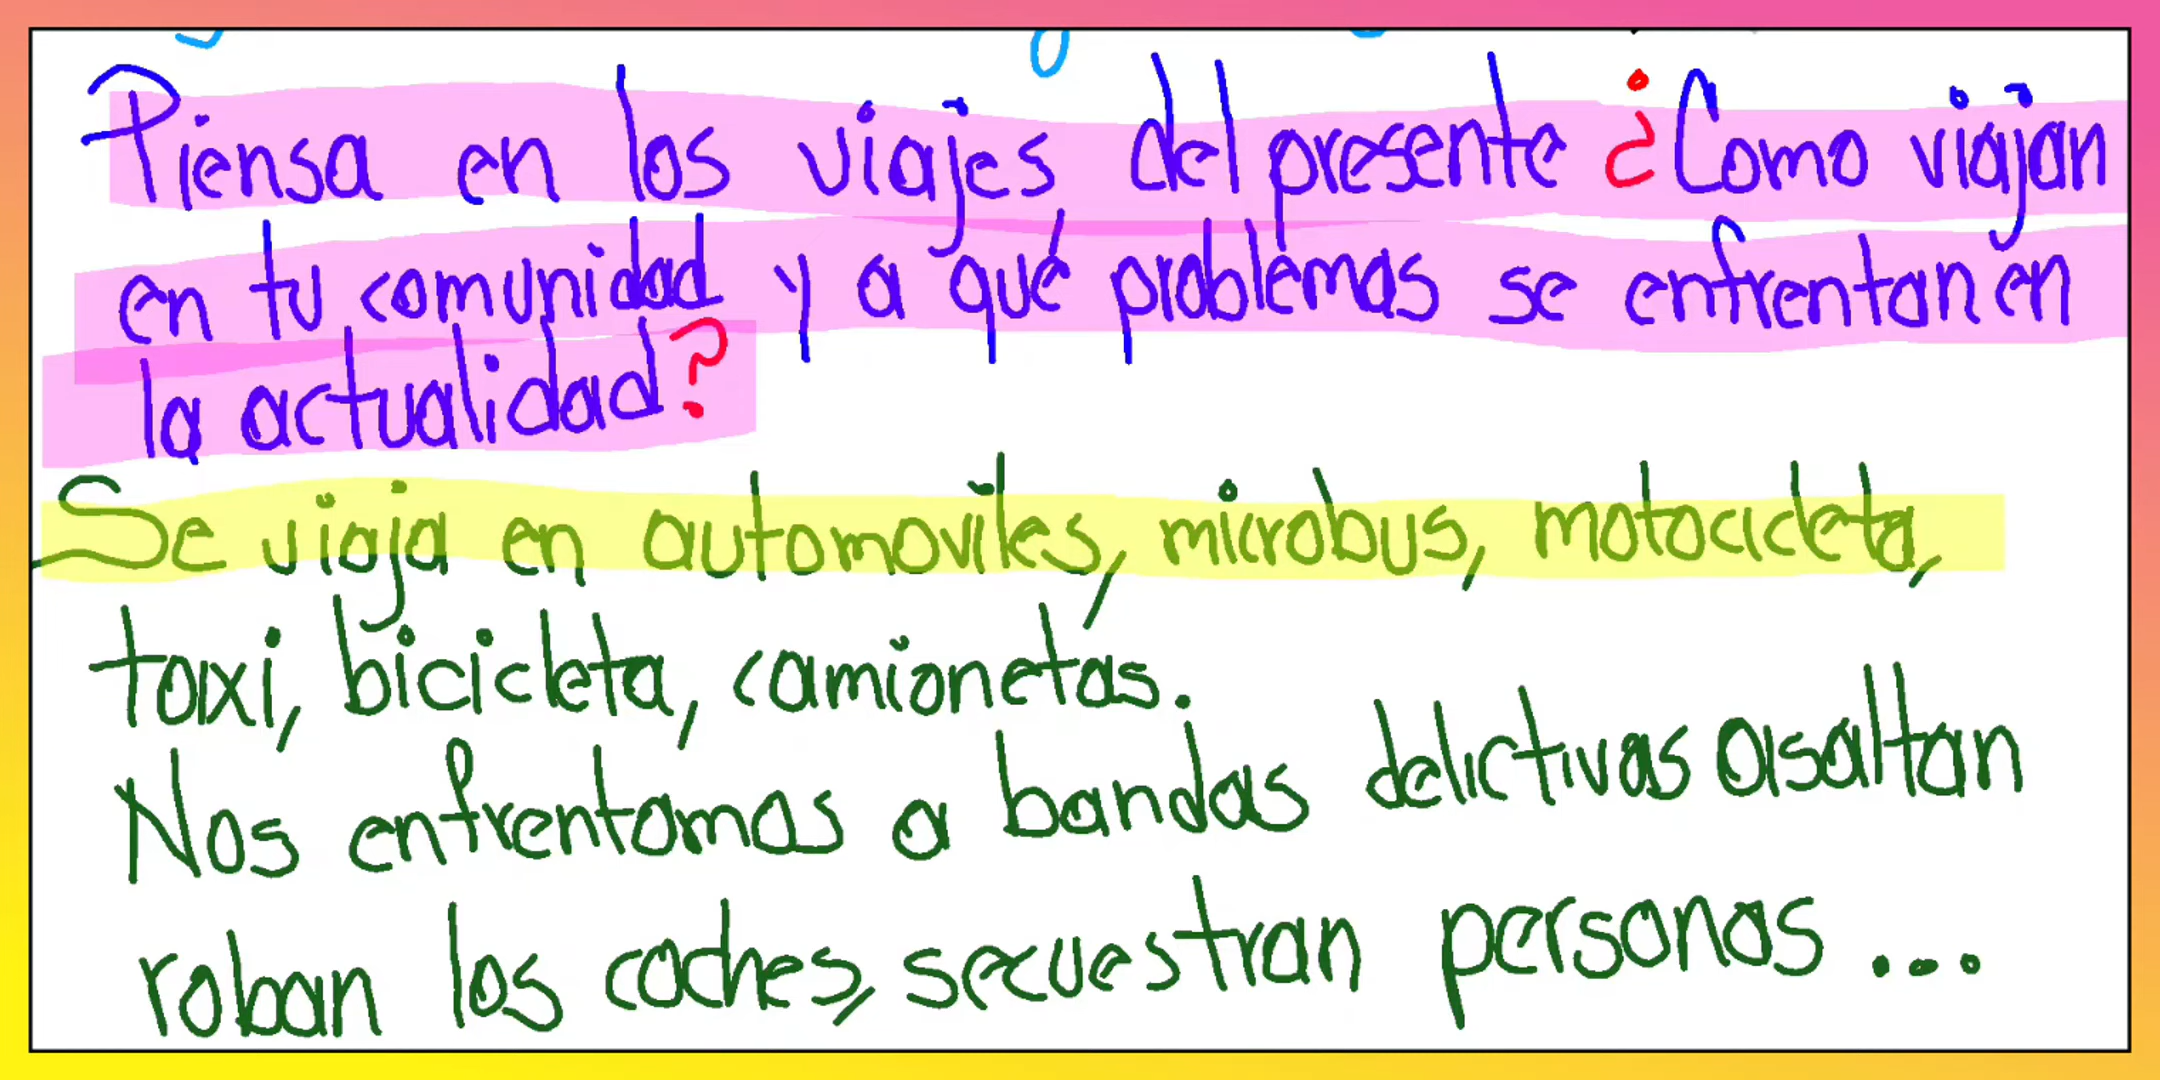 Piensa en los viajes del presente ¿Como viajan
en tu comunidad y a qué problemas se enfrentan en
la actualidad?
Se viaja en automoviles, microbus, motocicleta,
taxi, bicicleta, camionetas.
Nos enfrentamos a bandas delictivas asaltan
roban los coches, secuestran personas...